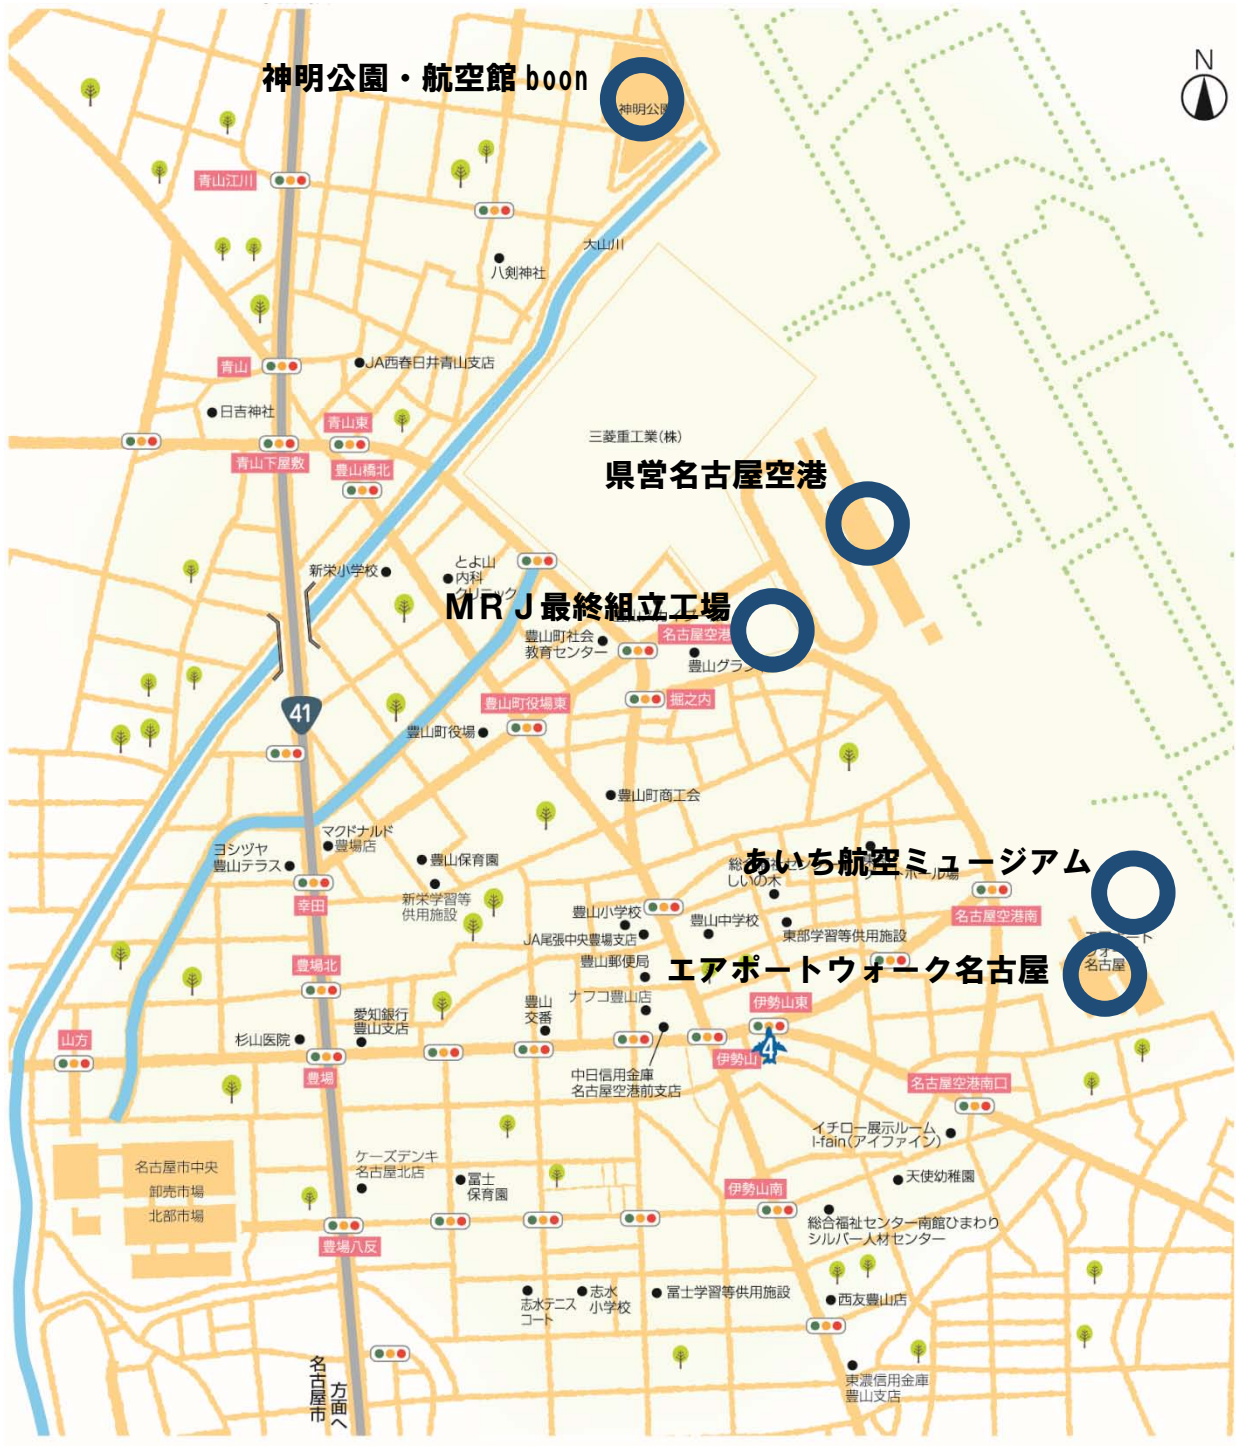 N
神明公園・航空館boon
神明公園
青山江川
大山川
八剣神社
青山
JA西春日井青山支店
日吉神社
青山東
三菱重工業(株)
青山下屋敷
豊山橋北
県営名古屋空港
新栄小学校
とよ山
内科
クリニック
MRJ最終組立工場
豊山町社会
教育センター
名古屋空港
豊山グラン
41
豊山町役場東
掘之内
豊山町役場
豊山町商工会
マクドナルド
豊場店
ヨシヅヤ
豊山テラス
豊山保育園
あいち航空ミュージアム
しいの木
幸田
新栄学習等
供用施設
豊山小学校
豊山中学校
名古屋空港南
JA尾張中央豊場支店
東部学習等供用施設
豊場北
豊山郵便局
エアポートウォーク名古屋
名古屋
ナフコ豊山店
豊山
交番
愛知銀行
豊山支店
伊勢山東
山方
杉山医院
4
伊勢山
豊場
中日信用金庫
名古屋空港前支店
名古屋空港南口
イチロー展示ルーム
I-fain(アイファイン)
名古屋市中央
卸売市場
北部市場
ケーズデンキ
名古屋北店
冨士
保育園
天使幼稚園
伊勢山南
総合福祉センター南館ひまわり
シルバー人材センター
豊場八反
志水テニス
コート
志水
小学校
冨士学習等供用施設
西友豊山店
名古屋市
方面へ
東濃信用金庫
豊山支店